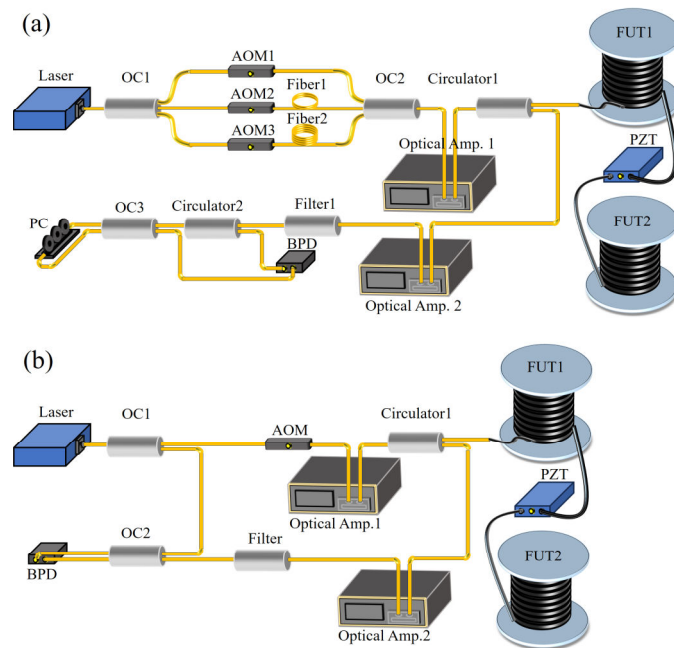 (a)
FUT1
AOM1
Laser
OC1
Fiber1
OC2
Circulator1
AOM2
Fiber2
AOM3
PZT
Optical Amp. 1
OC3
Circulator2
Filter1
PC
BPD
FUT2
Optical Amp. 2
(b)
FUT1
Laser
OC1
Circulator1
AOM
PZT
Optical Amp.1
OC2
Filter
BPD
FUT2
Optical Amp.2